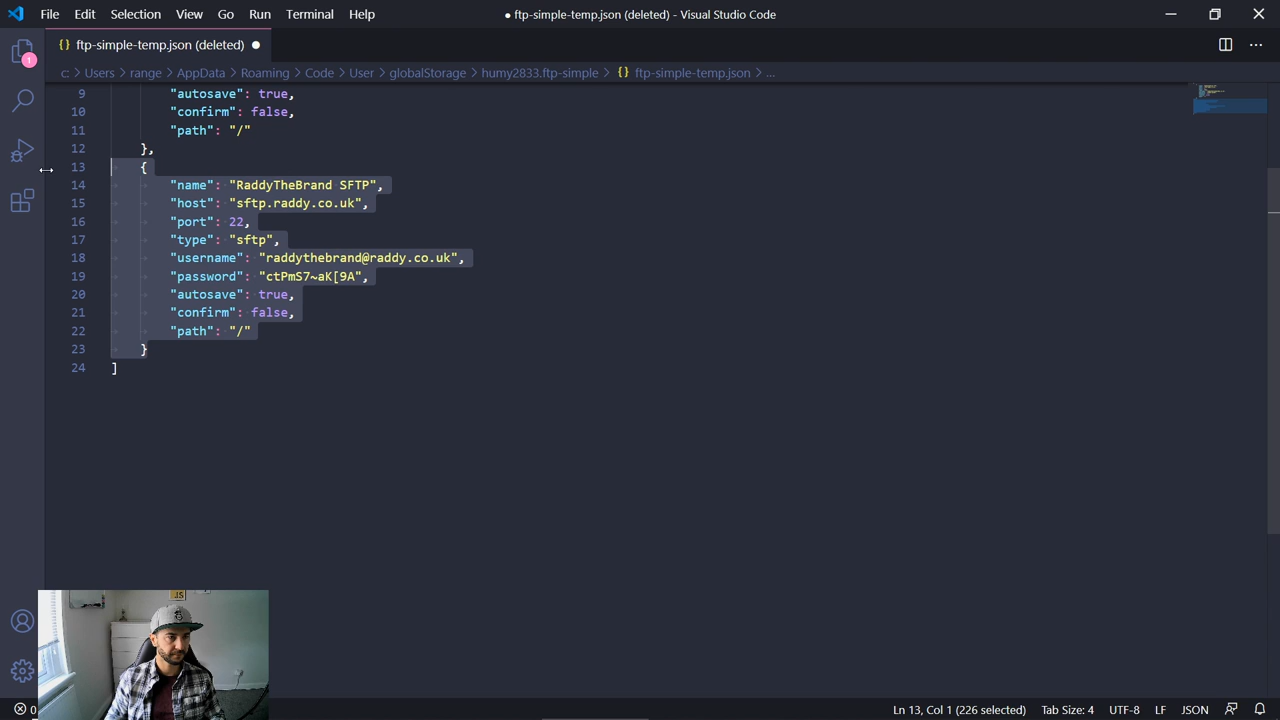 File Edit Selection View Go Run Terminal Help
● ftp-simple-temp.json (deleted) - Visual Studio Code
{} ftp-simple-temp.json (deleted) ●
1
c > Users > range > AppData > Roaming > Code > User > globalStorage > humy2833.ftp-simple > {} ftp-simple-temp.json > ...
9 "autosave": true,
10 "confirm": false,
11 "path": "/"
12 },
13 {
14 "name": "RaddyTheBrand SFTP",
15 "host": "sftp.raddy.co.uk",
16 "port": 22,
17 "type": "sftp",
18 "username": "raddythebrand@raddy.co.uk",
19 "password": "ctPmS7~aK[9A",
20 "autosave": true,
21 "confirm": false,
22 "path": "/"
23 }
24 ]
JS
0 Ln 13, Col 1 (226 selected) Tab Size: 4 UTF-8 LF JSON